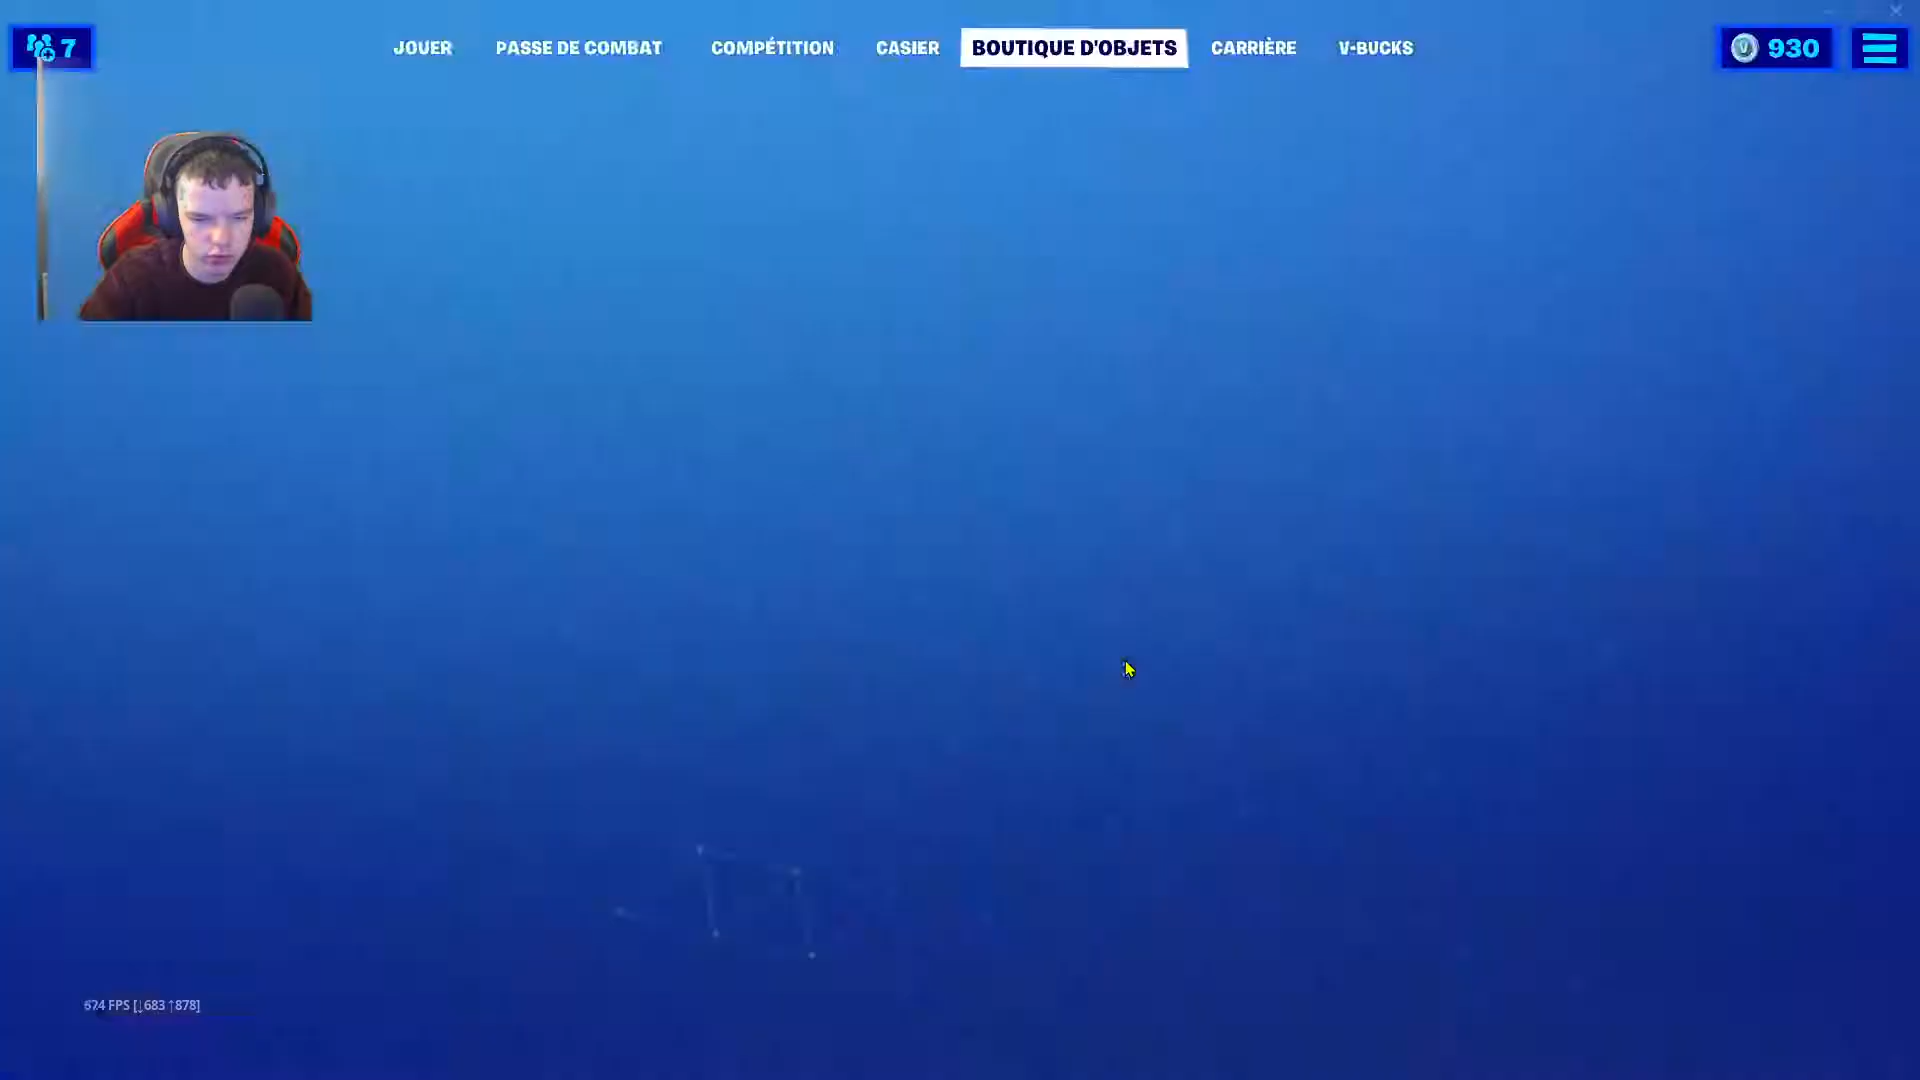 7
JOUER PASSE DE COMBAT COMPÉTITION CASIER BOUTIQUE D'OBJETS CARRIÈRE V-BUCKS
930
674 FPS [↓683 ↑878]